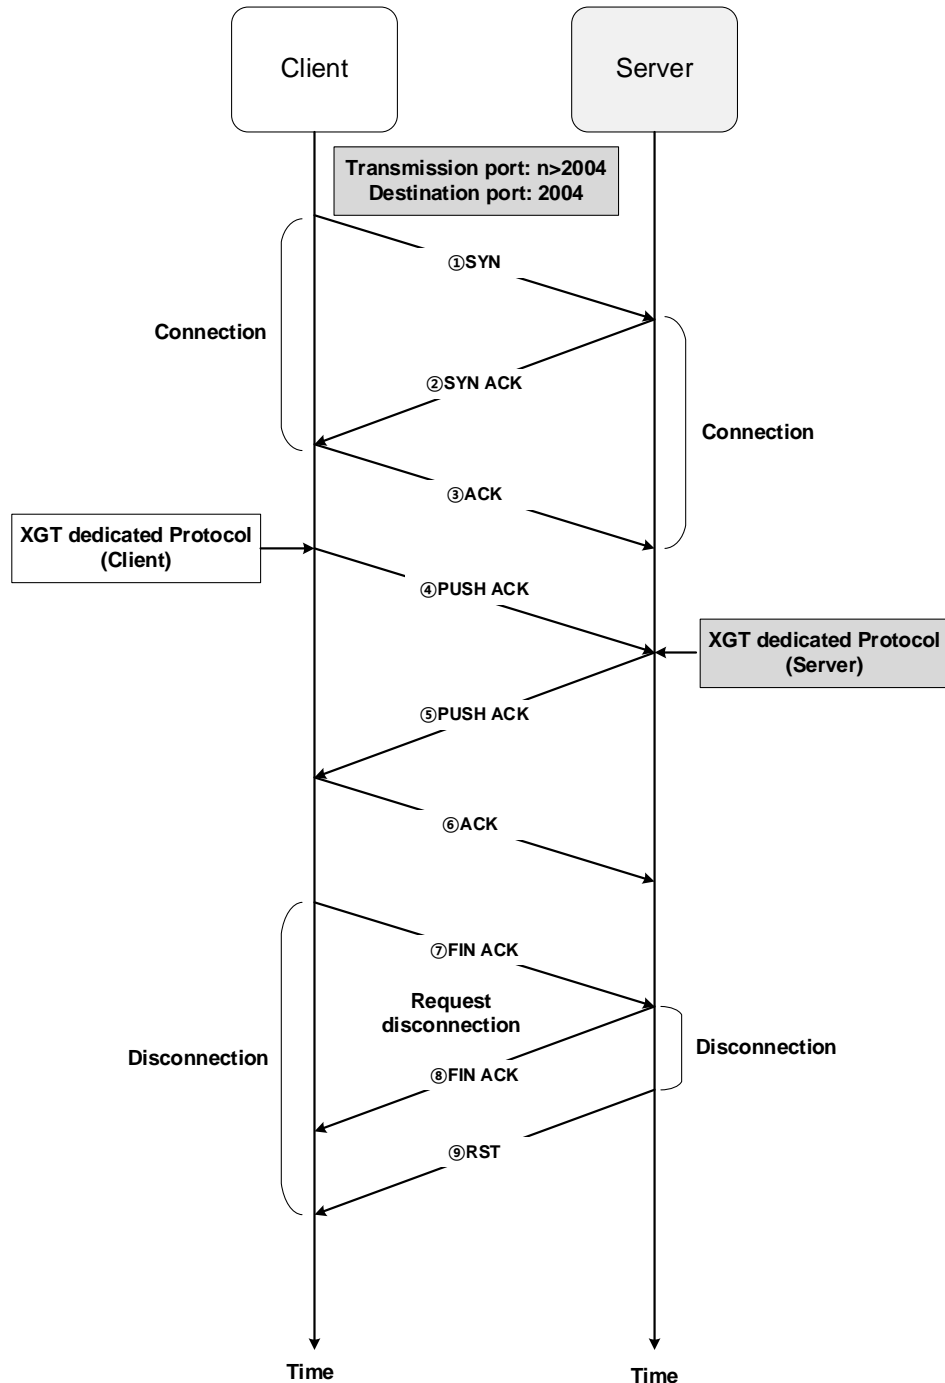 Client
Server
Transmission port: n>2004
Destination port: 2004
①SYN
Connection
②SYN ACK
Connection
③ACK
XGT dedicated Protocol
(Client)
④PUSH ACK
XGT dedicated Protocol
(Server)
⑤PUSH ACK
⑥ACK
⑦FIN ACK
Request
disconnection
Disconnection
Disconnection
⑧FIN ACK
⑨RST
Time
Time